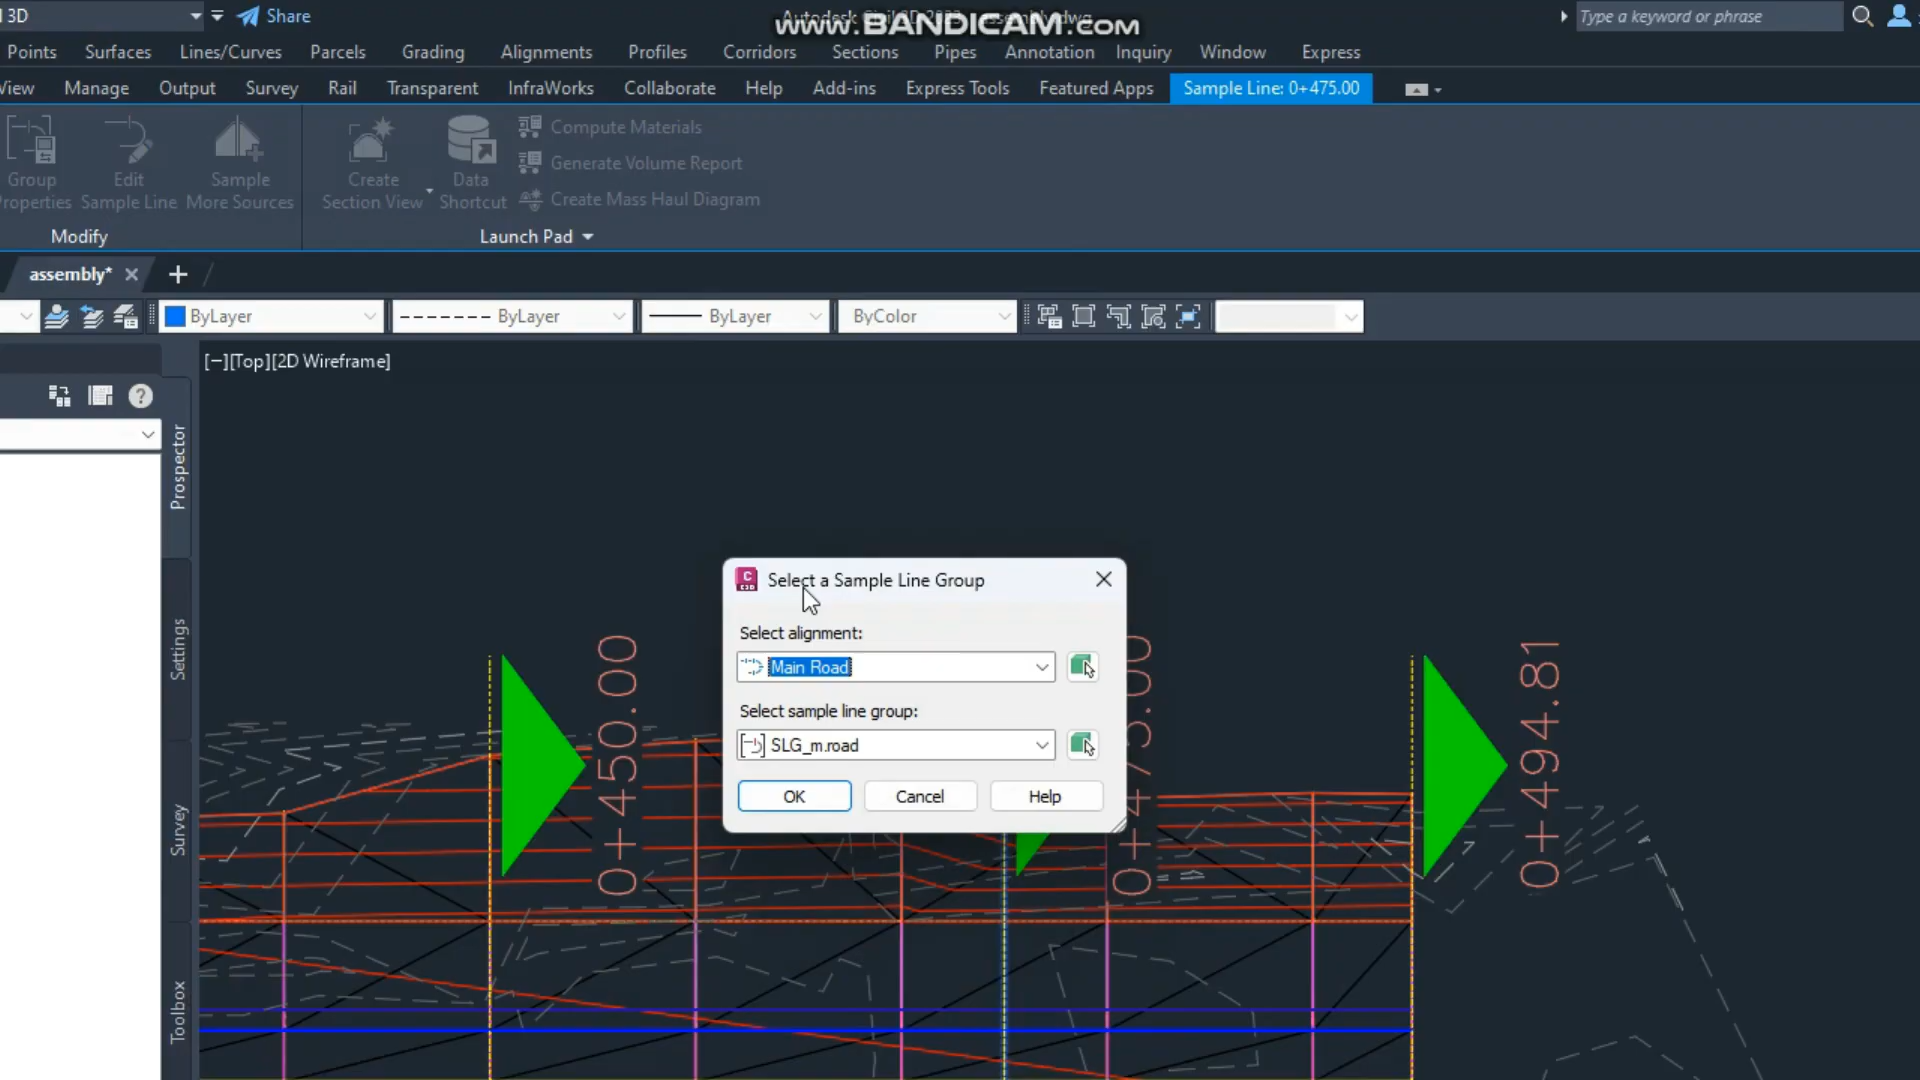 3D
Share
www.BANDICAM.com
Type a keyword or phrase
Points Surfaces Lines/Curves Parcels Grading Alignments Profiles Corridors Sections Pipes Annotation Inquiry Window Express
View Manage Output Survey Rail Transparent InfraWorks Collaborate Help Add-ins Express Tools Featured Apps Sample Line: 0+475.00
Group
Properties
Edit
Sample Line
Sample
More Sources
Create
Section View
Data
Shortcut
Compute Materials
Generate Volume Report
Create Mass Haul Diagram
Modify
Launch Pad
assembly*
ByLayer
ByLayer
ByLayer
ByColor
[−][Top][2D Wireframe]
Prospector
Settings
Survey
Toolbox
Select a Sample Line Group
Select alignment:
Main Road
Select sample line group:
SLG_m.road
OK
Cancel
Help
0+450.00
0+494.81